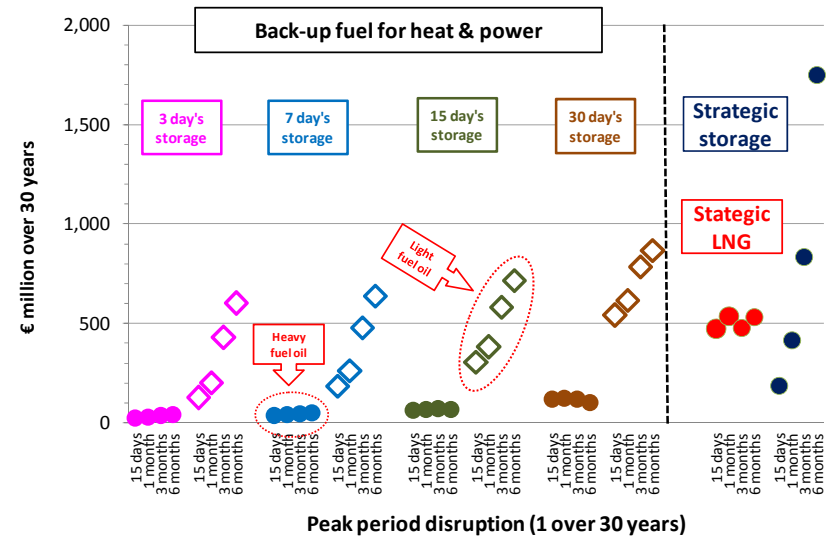 Back-up fuel for heat & power
2,000
1,500
1,000
500
0
€ million over 30 years
3 day's
storage
7 day's
storage
15 day's
storage
30 day's
storage
Strategic
storage
Stategic
LNG
Light
fuel oil
Heavy
fuel oil
15 days
1 month
3 months
6 months
15 days
1 month
3 months
6 months
15 days
1 months
3 months
6 months
15 days
1 month
3 months
6 months
15 days
1 months
3 months
6 months
15 days
1 month
3 months
6 months
15 days
1 months
3 months
6 months
15 days
1 month
3 months
6 months
15 days
1 months
3 months
6 months
15 days
1 month
3 months
6 months
Peak period disruption (1 over 30 years)